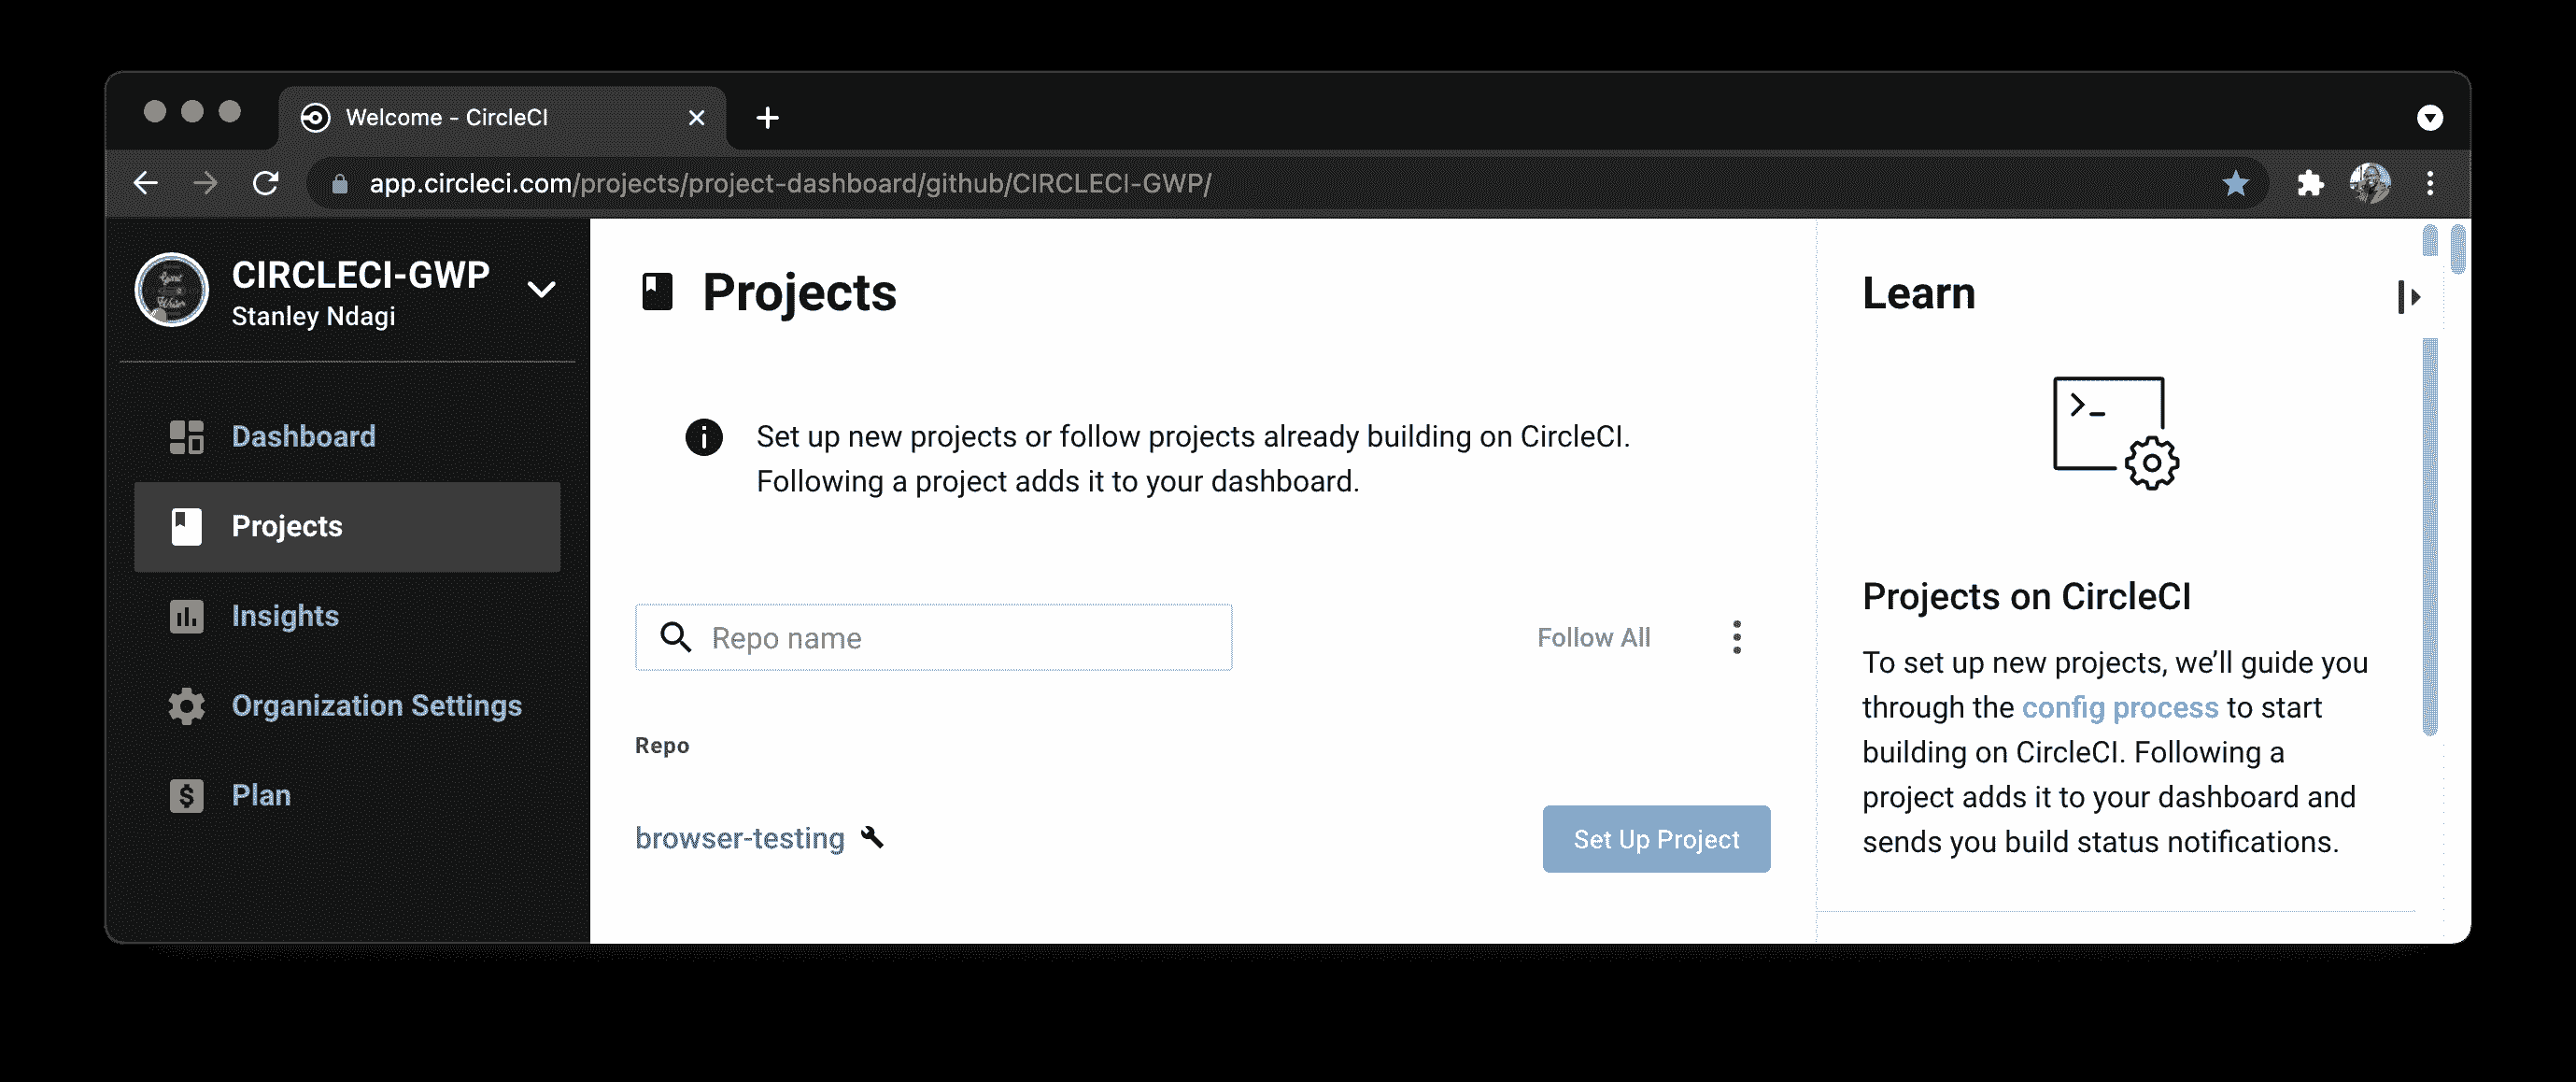 Welcome - CircleCI
app.circleci.com/projects/project-dashboard/github/CIRCLECI-GWP/
CIRCLECI-GWP
Stanley Ndagi
Dashboard
Projects
Insights
Organization Settings
Plan
Projects
Set up new projects or follow projects already building on CircleCI.
Following a project adds it to your dashboard.
Repo name
Follow All
Repo
browser-testing
Set Up Project
Learn
Projects on CircleCI
To set up new projects, we’ll guide you
through the config process to start
building on CircleCI. Following a
project adds it to your dashboard and
sends you build status notifications.